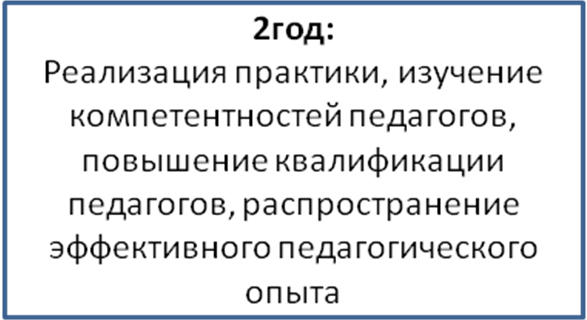 2год:
Реализация практики, изучение
компетентностей педагогов,
повышение квалификации
педагогов, распространение
эффективного педагогического
опыта